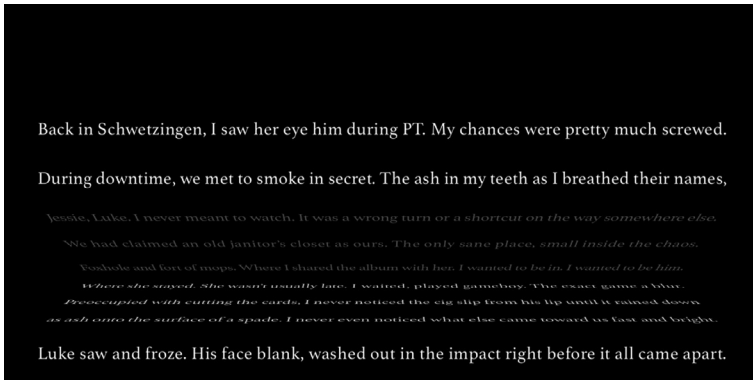 Back in Schwetzingen, I saw her eye him during PT. My chances were pretty much screwed.
During downtime, we met to smoke in secret. The ash in my teeth as I breathed their names,
Jessie, Luke, I never meant to watch. It was a wrong turn or a shortcut on the way somewhere else.
We had claimed an old janitor's closet as ours. The only sane place, small inside the chaos.
Foxhole and fort of mops. Where I shared the album with her. I wanted to be in. I wanted to be him.
Where she stayed. She wasn't usually late. I waited, played gameboy. The exact game a blur.
Preoccupied with cutting the cards, I never noticed the cig slip from his lip until it rained down
as ash onto the surface of a spade. I never even noticed what else came toward us fast and bright.
Luke saw and froze. His face blank, washed out in the impact right before it all came apart.